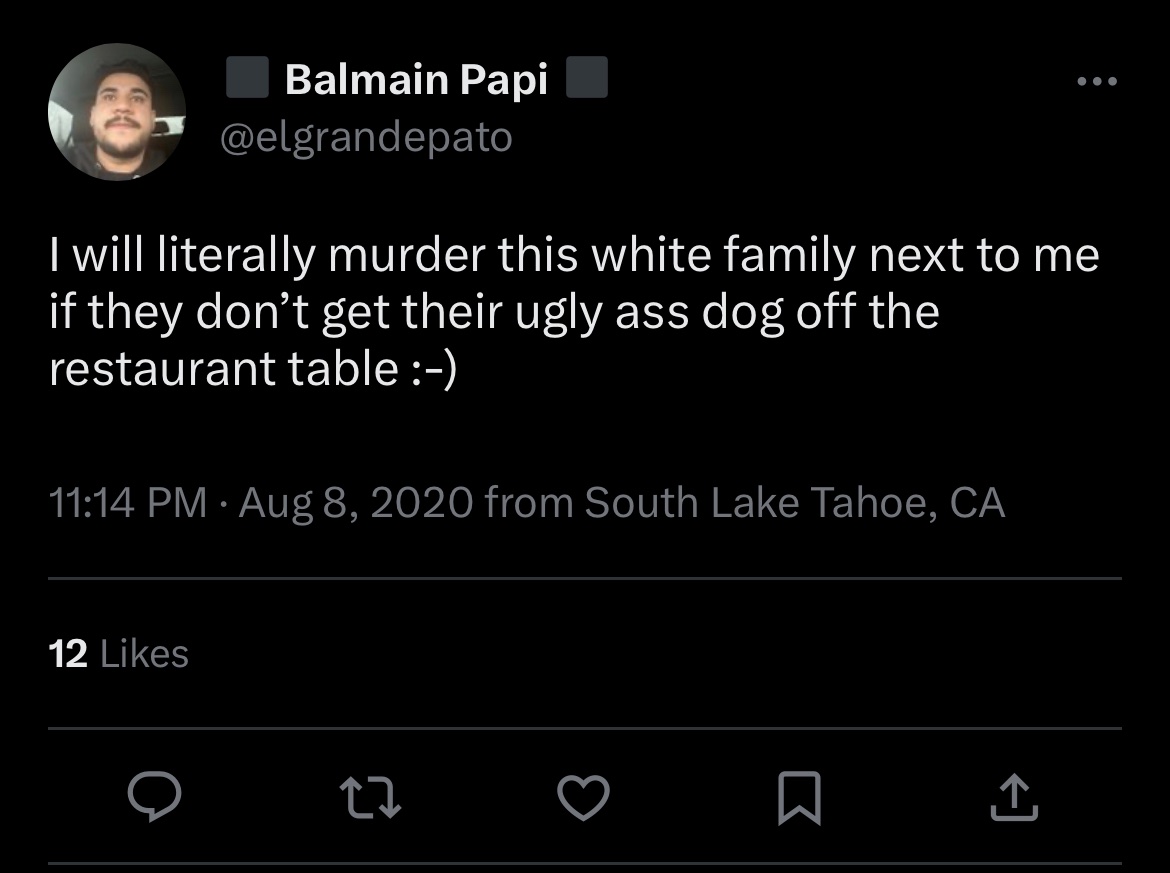 Balmain Papi
@elgrandepato
I will literally murder this white family next to me
if they don’t get their ugly ass dog off the
restaurant table :-)
11:14 PM · Aug 8, 2020 from South Lake Tahoe, CA
12 Likes